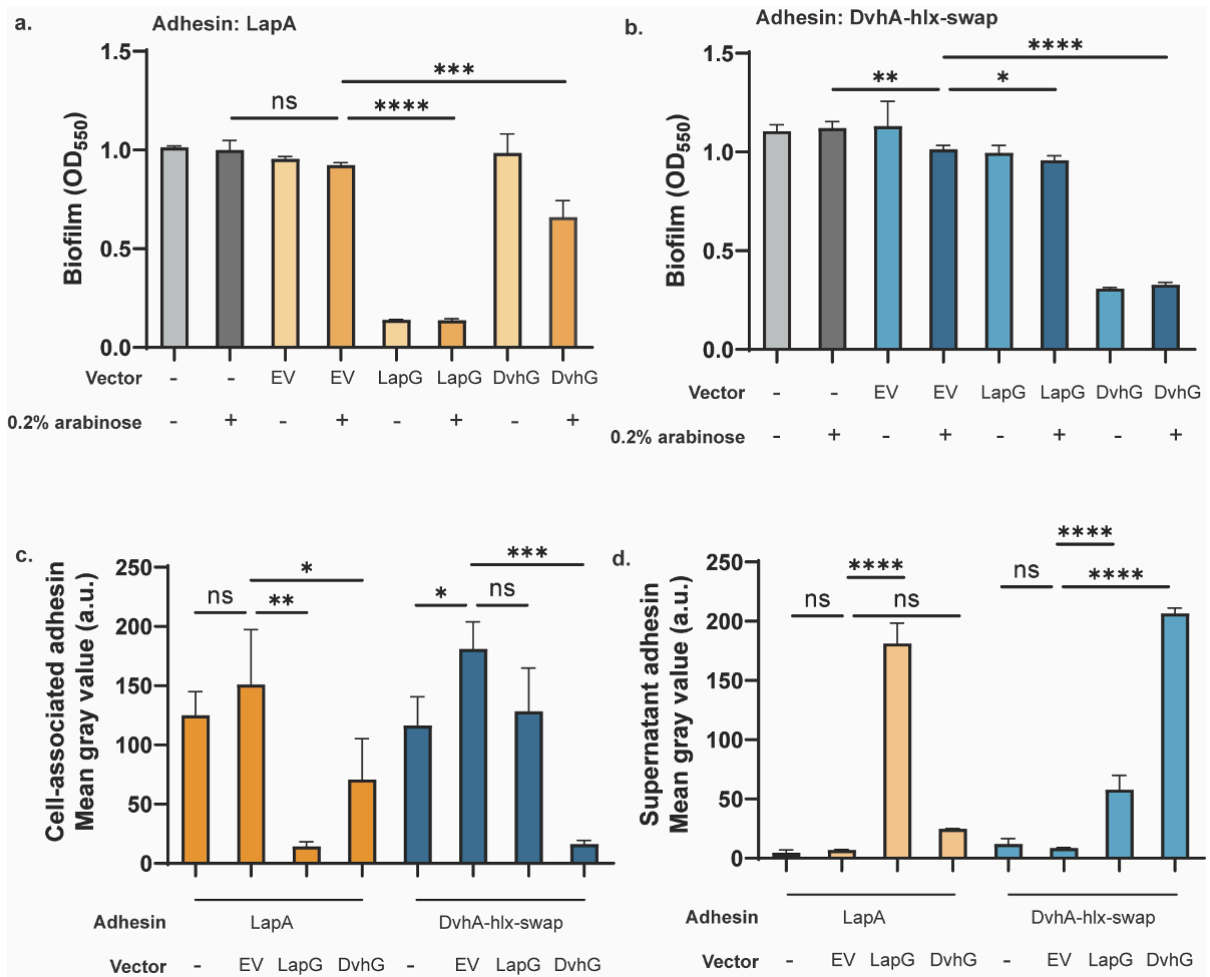 a.
Adhesin: LapA
Biofilm (OD550)
1.5
1.0
0.5
0.0
ns
****
***
Vector - - EV EV LapG LapG DvhG DvhG
0.2% arabinose - + - + - + - +
b.
Adhesin: DvhA-hlx-swap
Biofilm (OD550)
1.5
1.0
0.5
0.0
**
*
****
Vector - - EV EV LapG LapG DvhG DvhG
0.2% arabinose - + - + - + - +
c.
Cell-associated adhesin
Mean gray value (a.u.)
250
200
150
100
50
0
ns
**
*
*
ns
***
Adhesin LapA DvhA-hlx-swap
Vector - EV LapG DvhG - EV LapG DvhG
d.
Supernatant adhesin
Mean gray value (a.u.)
250
200
150
100
50
0
ns
****
ns
ns
****
****
Adhesin LapA DvhA-hlx-swap
Vector - EV LapG DvhG - EV LapG DvhG